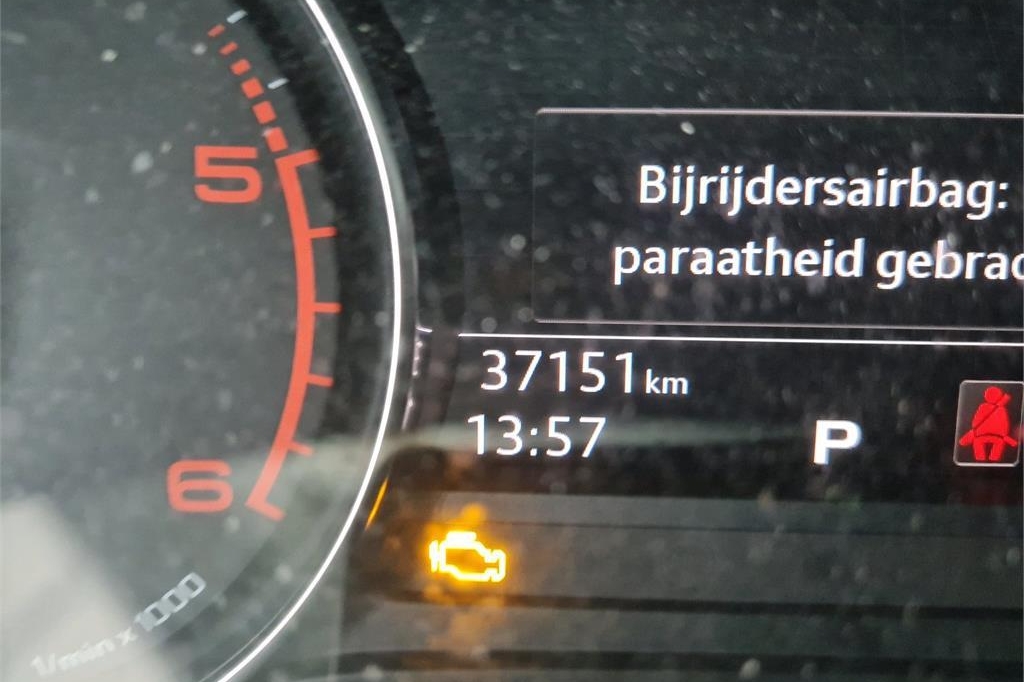 5
Bijrijdersairbag:
paraatheid gebrac
37151 km
13:57
P
6
1/min x 1000